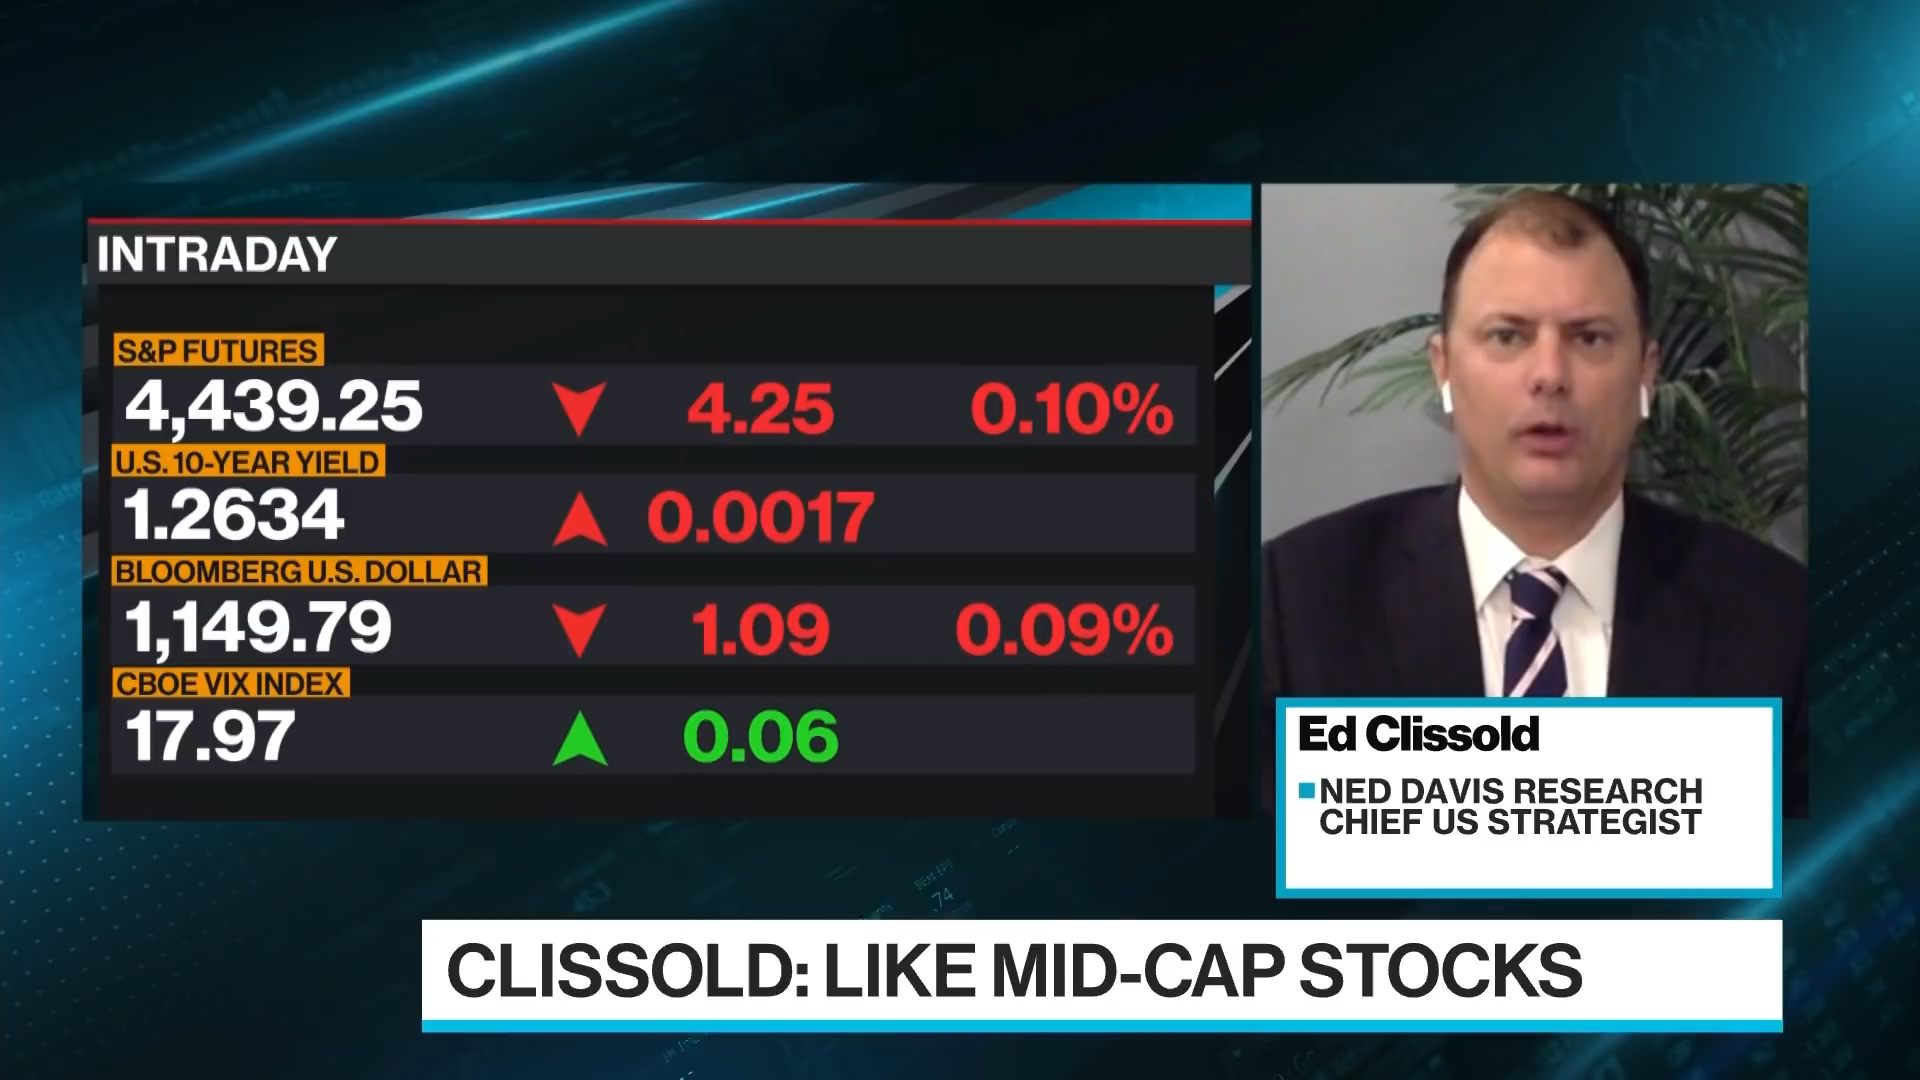 INTRADAY
S&P FUTURES
4,439.25 ▼ 4.25 0.10%
U.S. 10-YEAR YIELD
1.2634 ▲ 0.0017
BLOOMBERG U.S. DOLLAR
1,149.79 ▼ 1.09 0.09%
CBOE VIX INDEX
17.97 ▲ 0.06
Ed Clissold
NED DAVIS RESEARCH
CHIEF US STRATEGIST
CLISSOLD: LIKE MID-CAP STOCKS